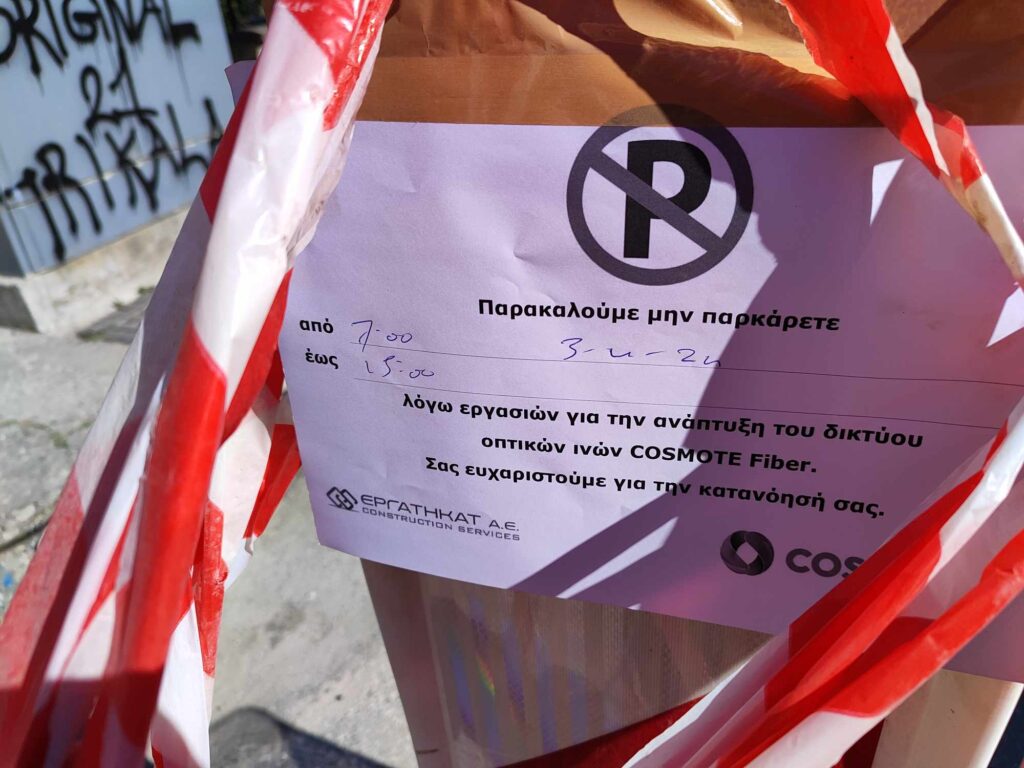 ORIGINAL
21
TRIKALA
P
Παρακαλούμε μην παρκάρετε
από 7:00 3-4-24
έως 15:00
λόγω εργασιών για την ανάπτυξη του δικτύου
οπτικών ινών COSMOTE Fiber.
Σας ευχαριστούμε για την κατανόησή σας.
ΕΡΓΑΤΗΚΑΤ Α.Ε.
CONSTRUCTION SERVICES
COS